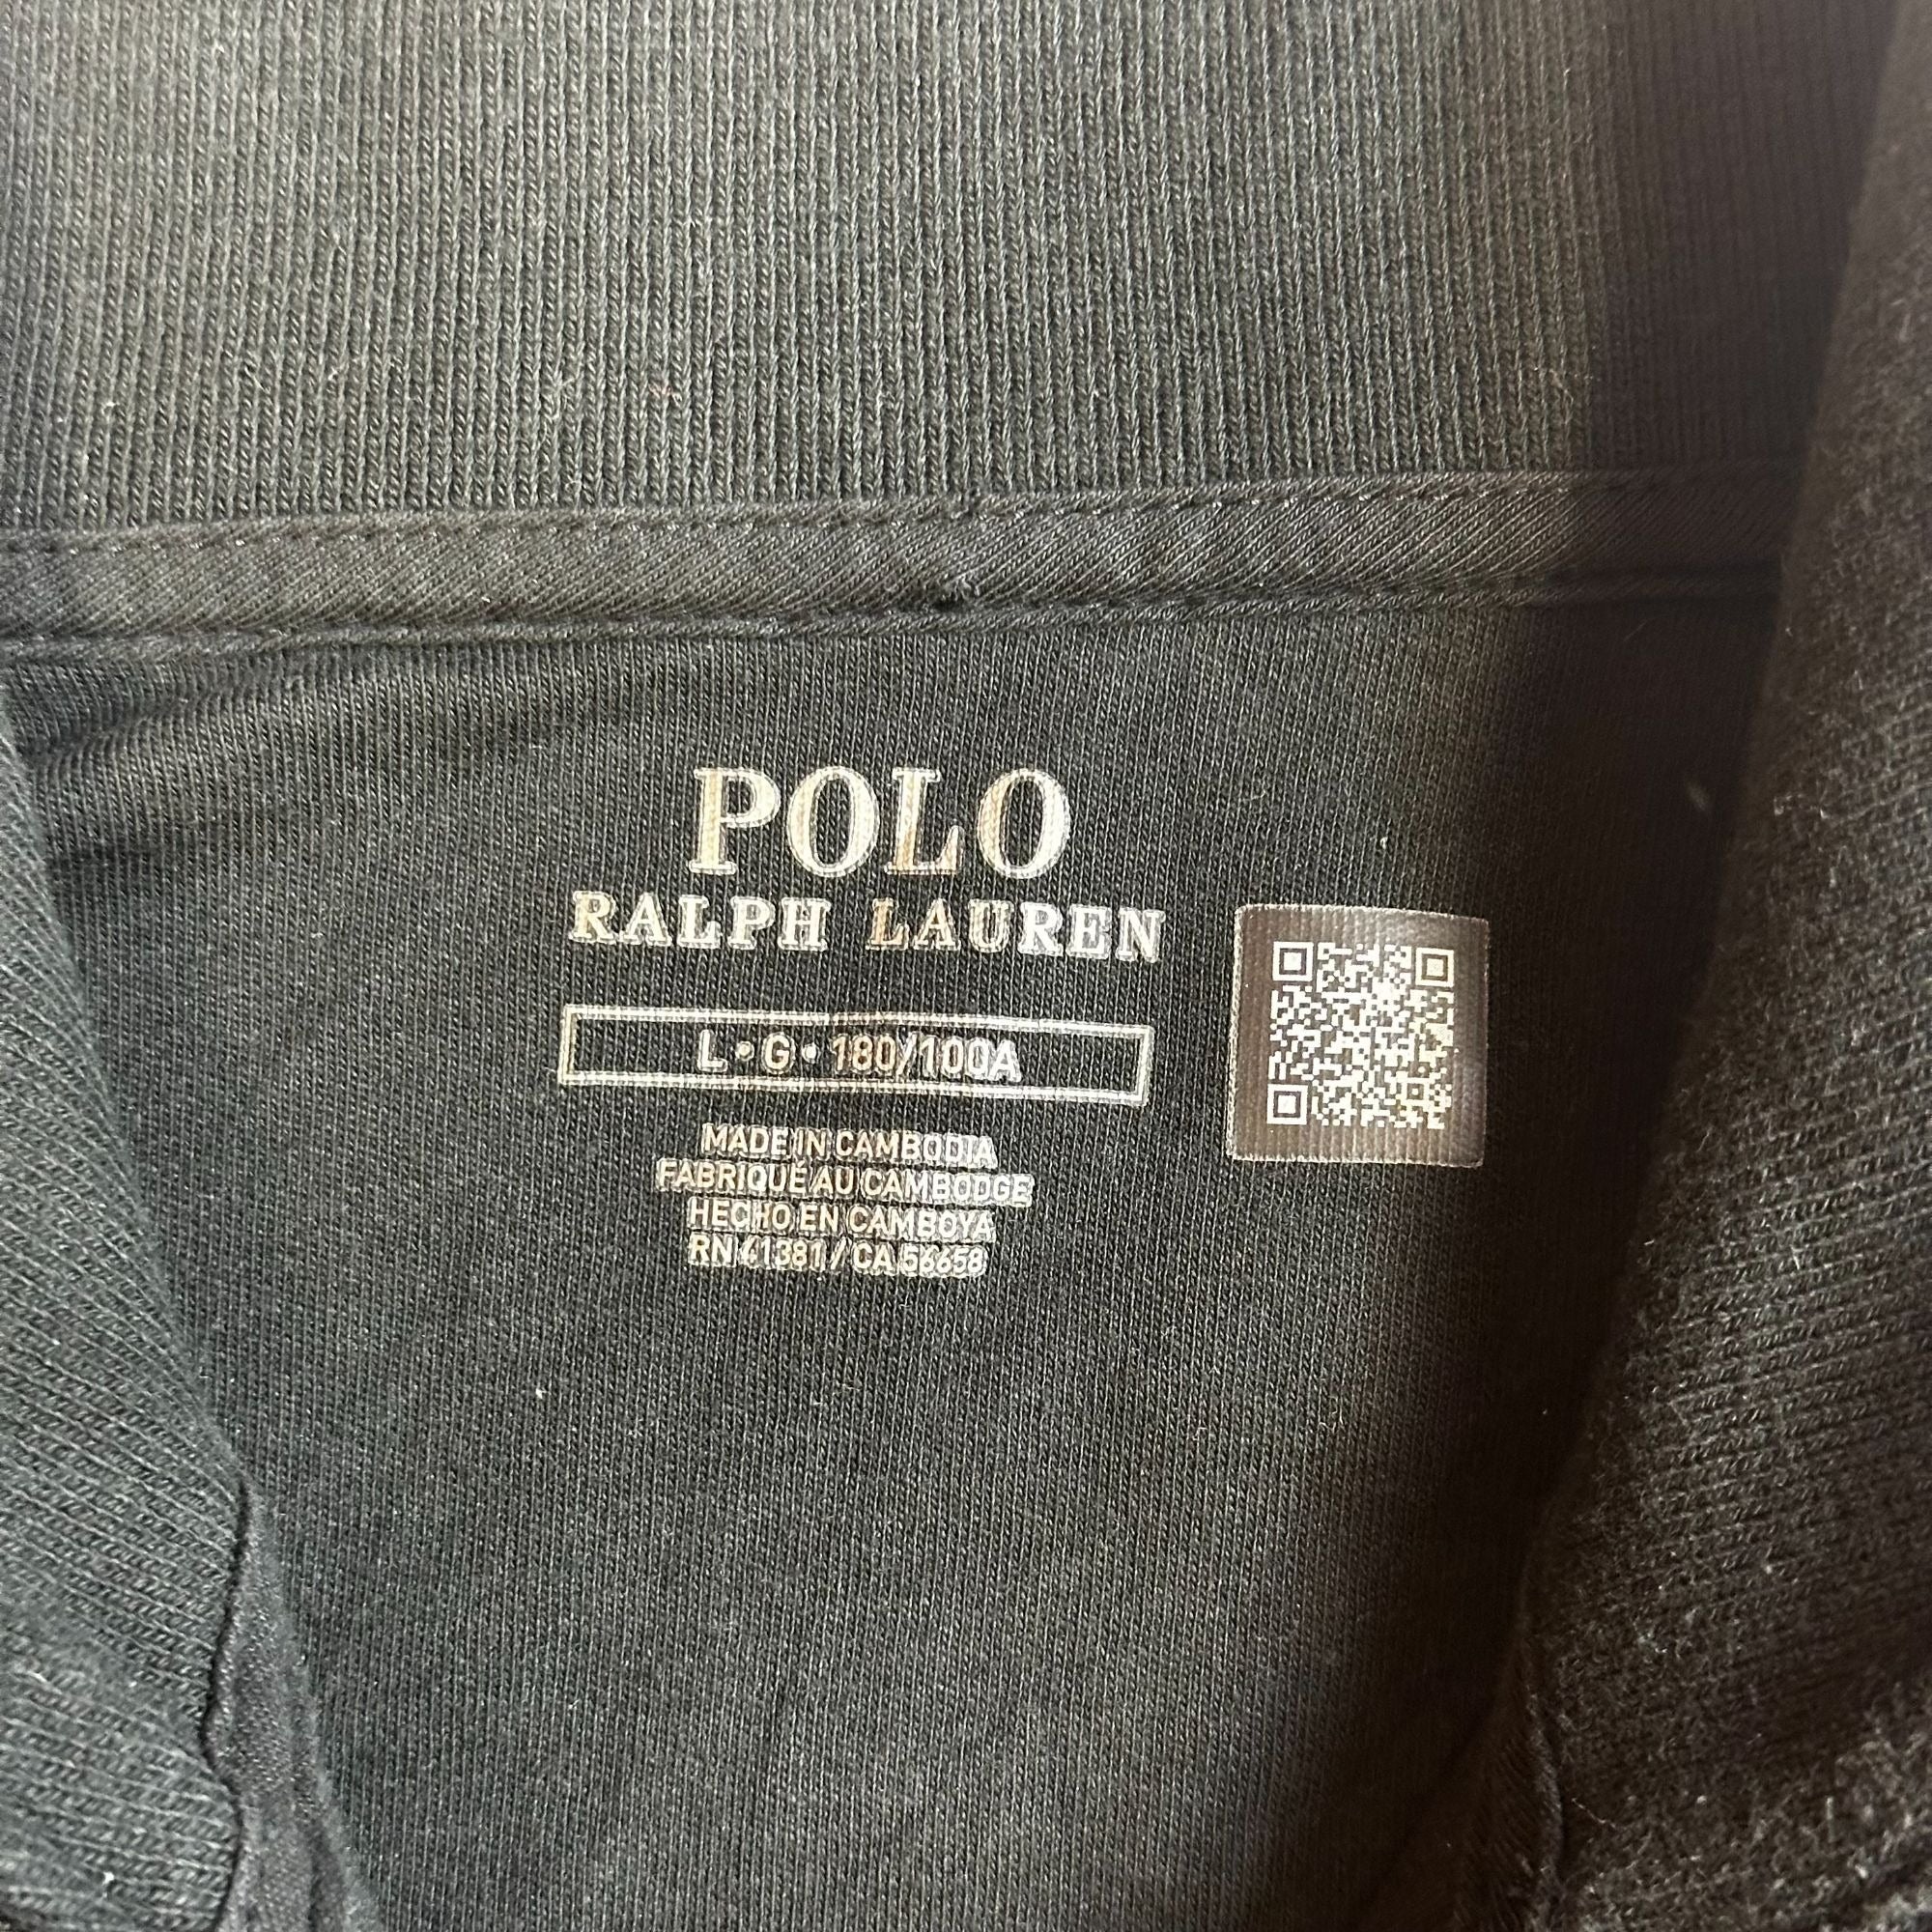 POLO
RALPH LAUREN
L • G • 180/100A
MADE IN CAMBODIA
FABRIQUÉ AU CAMBODGE
HECHO EN CAMBOYA
RN 41381 / CA 56658